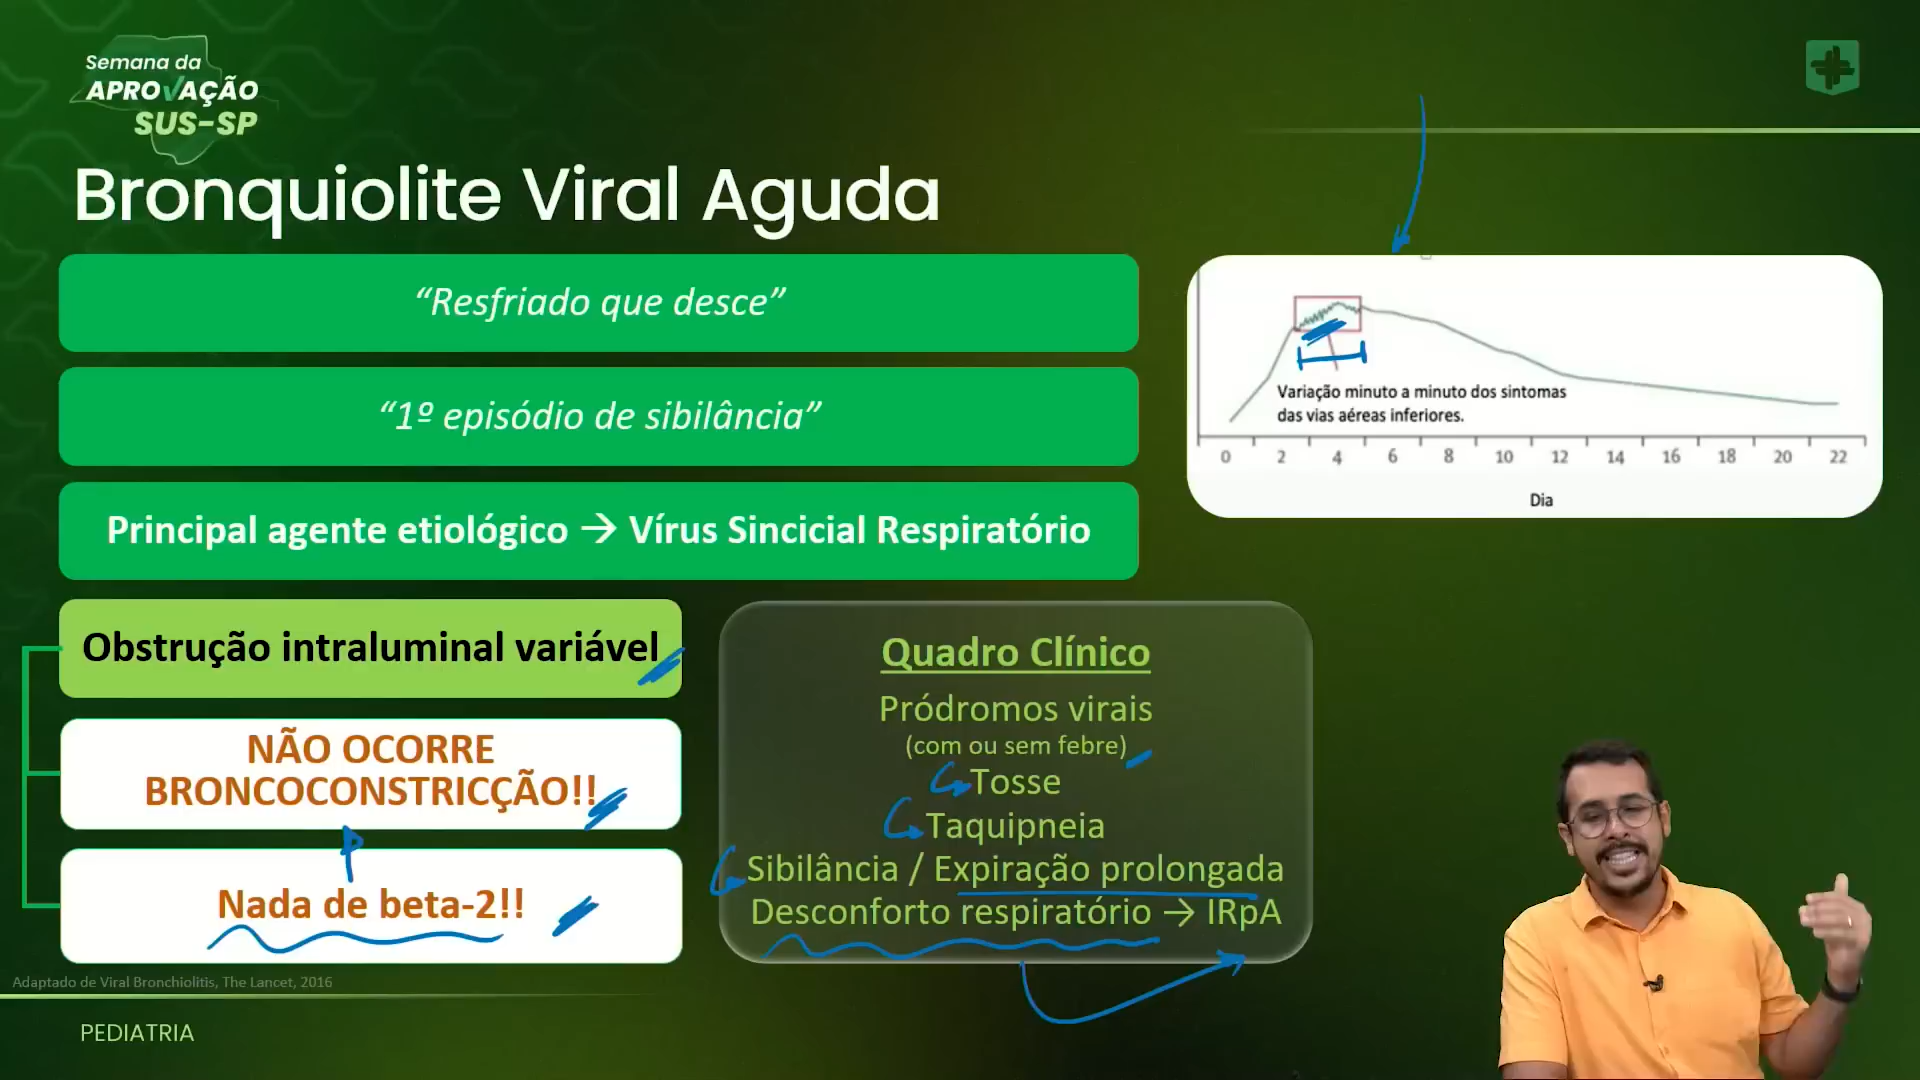 Semana da
APROVAÇÃO
SUS-SP
Bronquiolite Viral Aguda
“Resfriado que desce”
“1º episódio de sibilância”
Principal agente etiológico → Vírus Sincicial Respiratório
Obstrução intraluminal variável
NÃO OCORRE
BRONCOCONSTRICÇÃO!!
Nada de beta-2!!
Variação minuto a minuto dos sintomas
das vias aéreas inferiores.
0 2 4 6 8 10 12 14 16 18 20 22
Dia
Quadro Clínico
Pródromos virais
(com ou sem febre)
Tosse
Taquipneia
Sibilância / Expiração prolongada
Desconforto respiratório → IRpA
Adaptado de Viral Bronchiolitis, The Lancet, 2016
PEDIATRIA